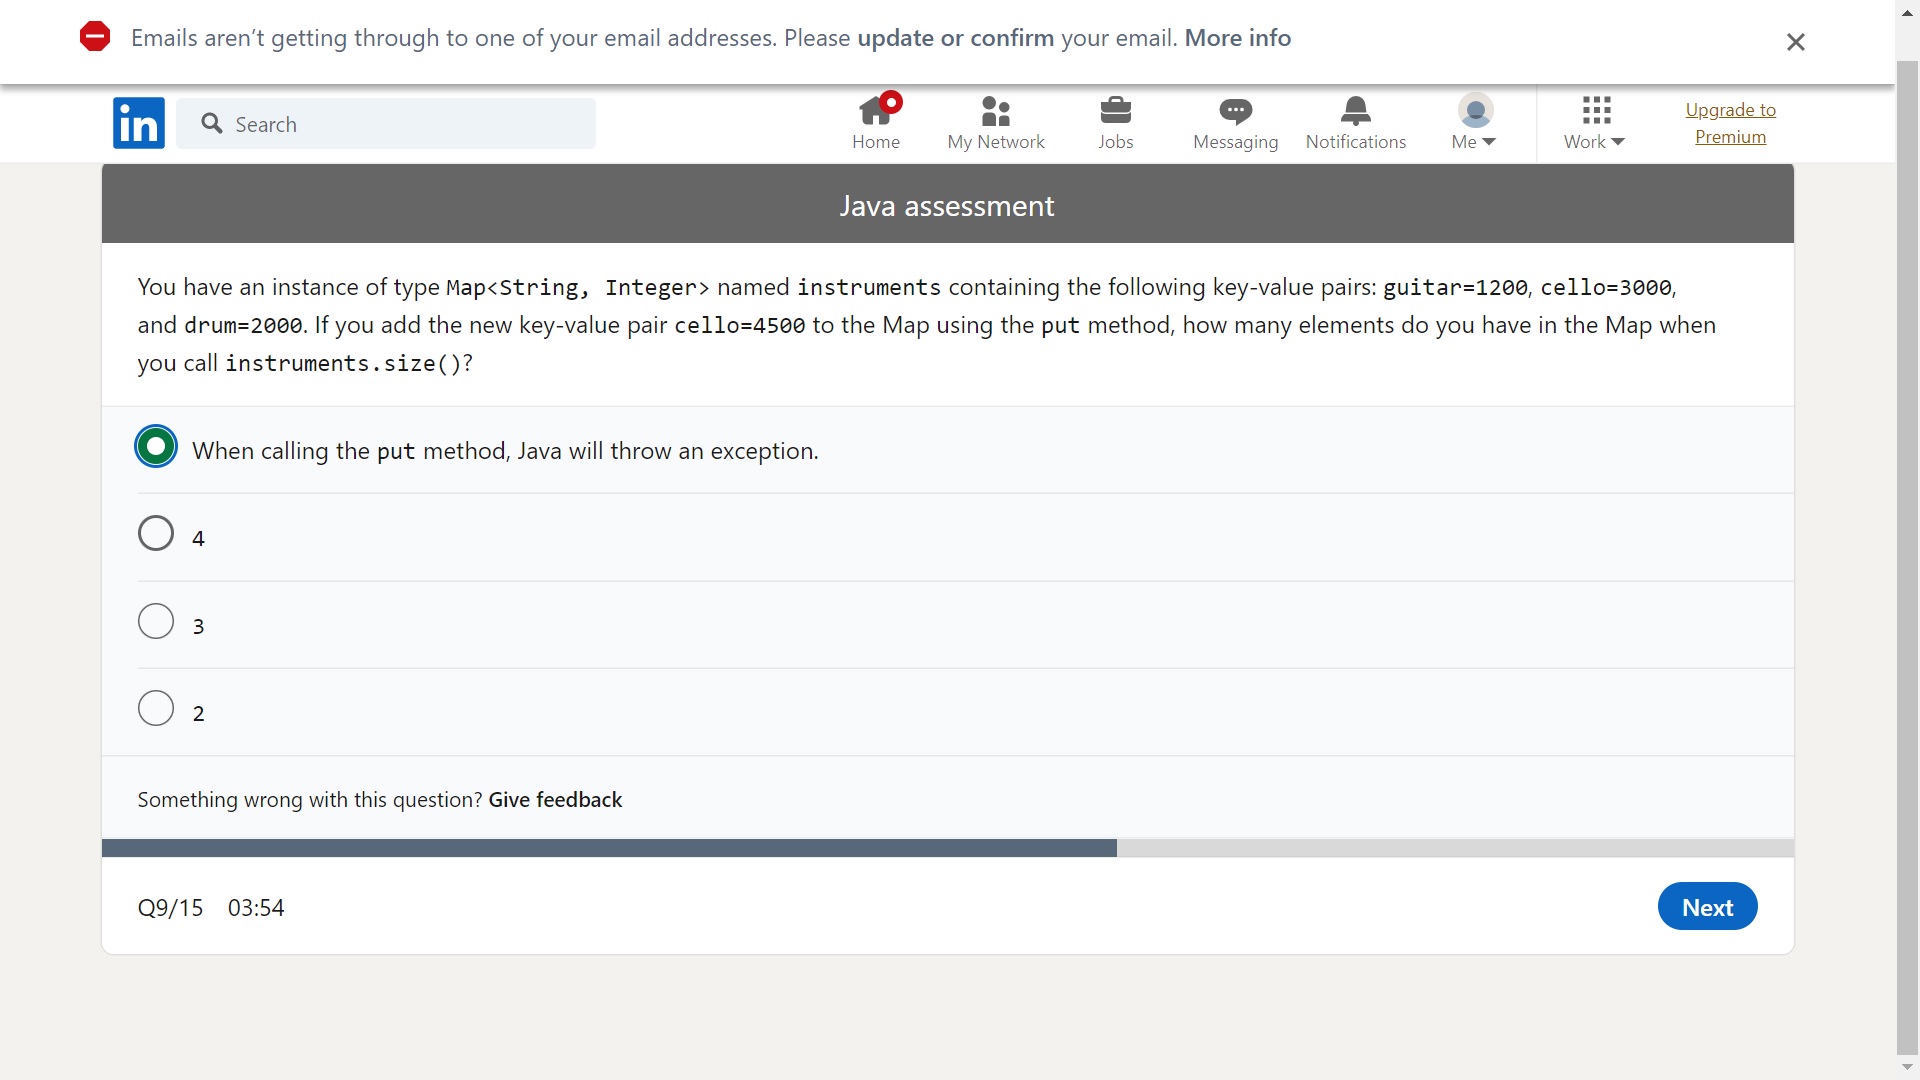 Emails aren't getting through to one of your email addresses. Please update or confirm your email. More info
in
Search
Home
My Network
Jobs
Messaging
Notifications
Me
Work
Upgrade to
Premium
Java assessment
You have an instance of type Map<String, Integer> named instruments containing the following key-value pairs: guitar=1200, cello=3000,
and drum=2000. If you add the new key-value pair cello=4500 to the Map using the put method, how many elements do you have in the Map when
you call instruments.size()?
When calling the put method, Java will throw an exception.
4
3
2
Something wrong with this question? Give feedback
Q9/15 03:54
Next